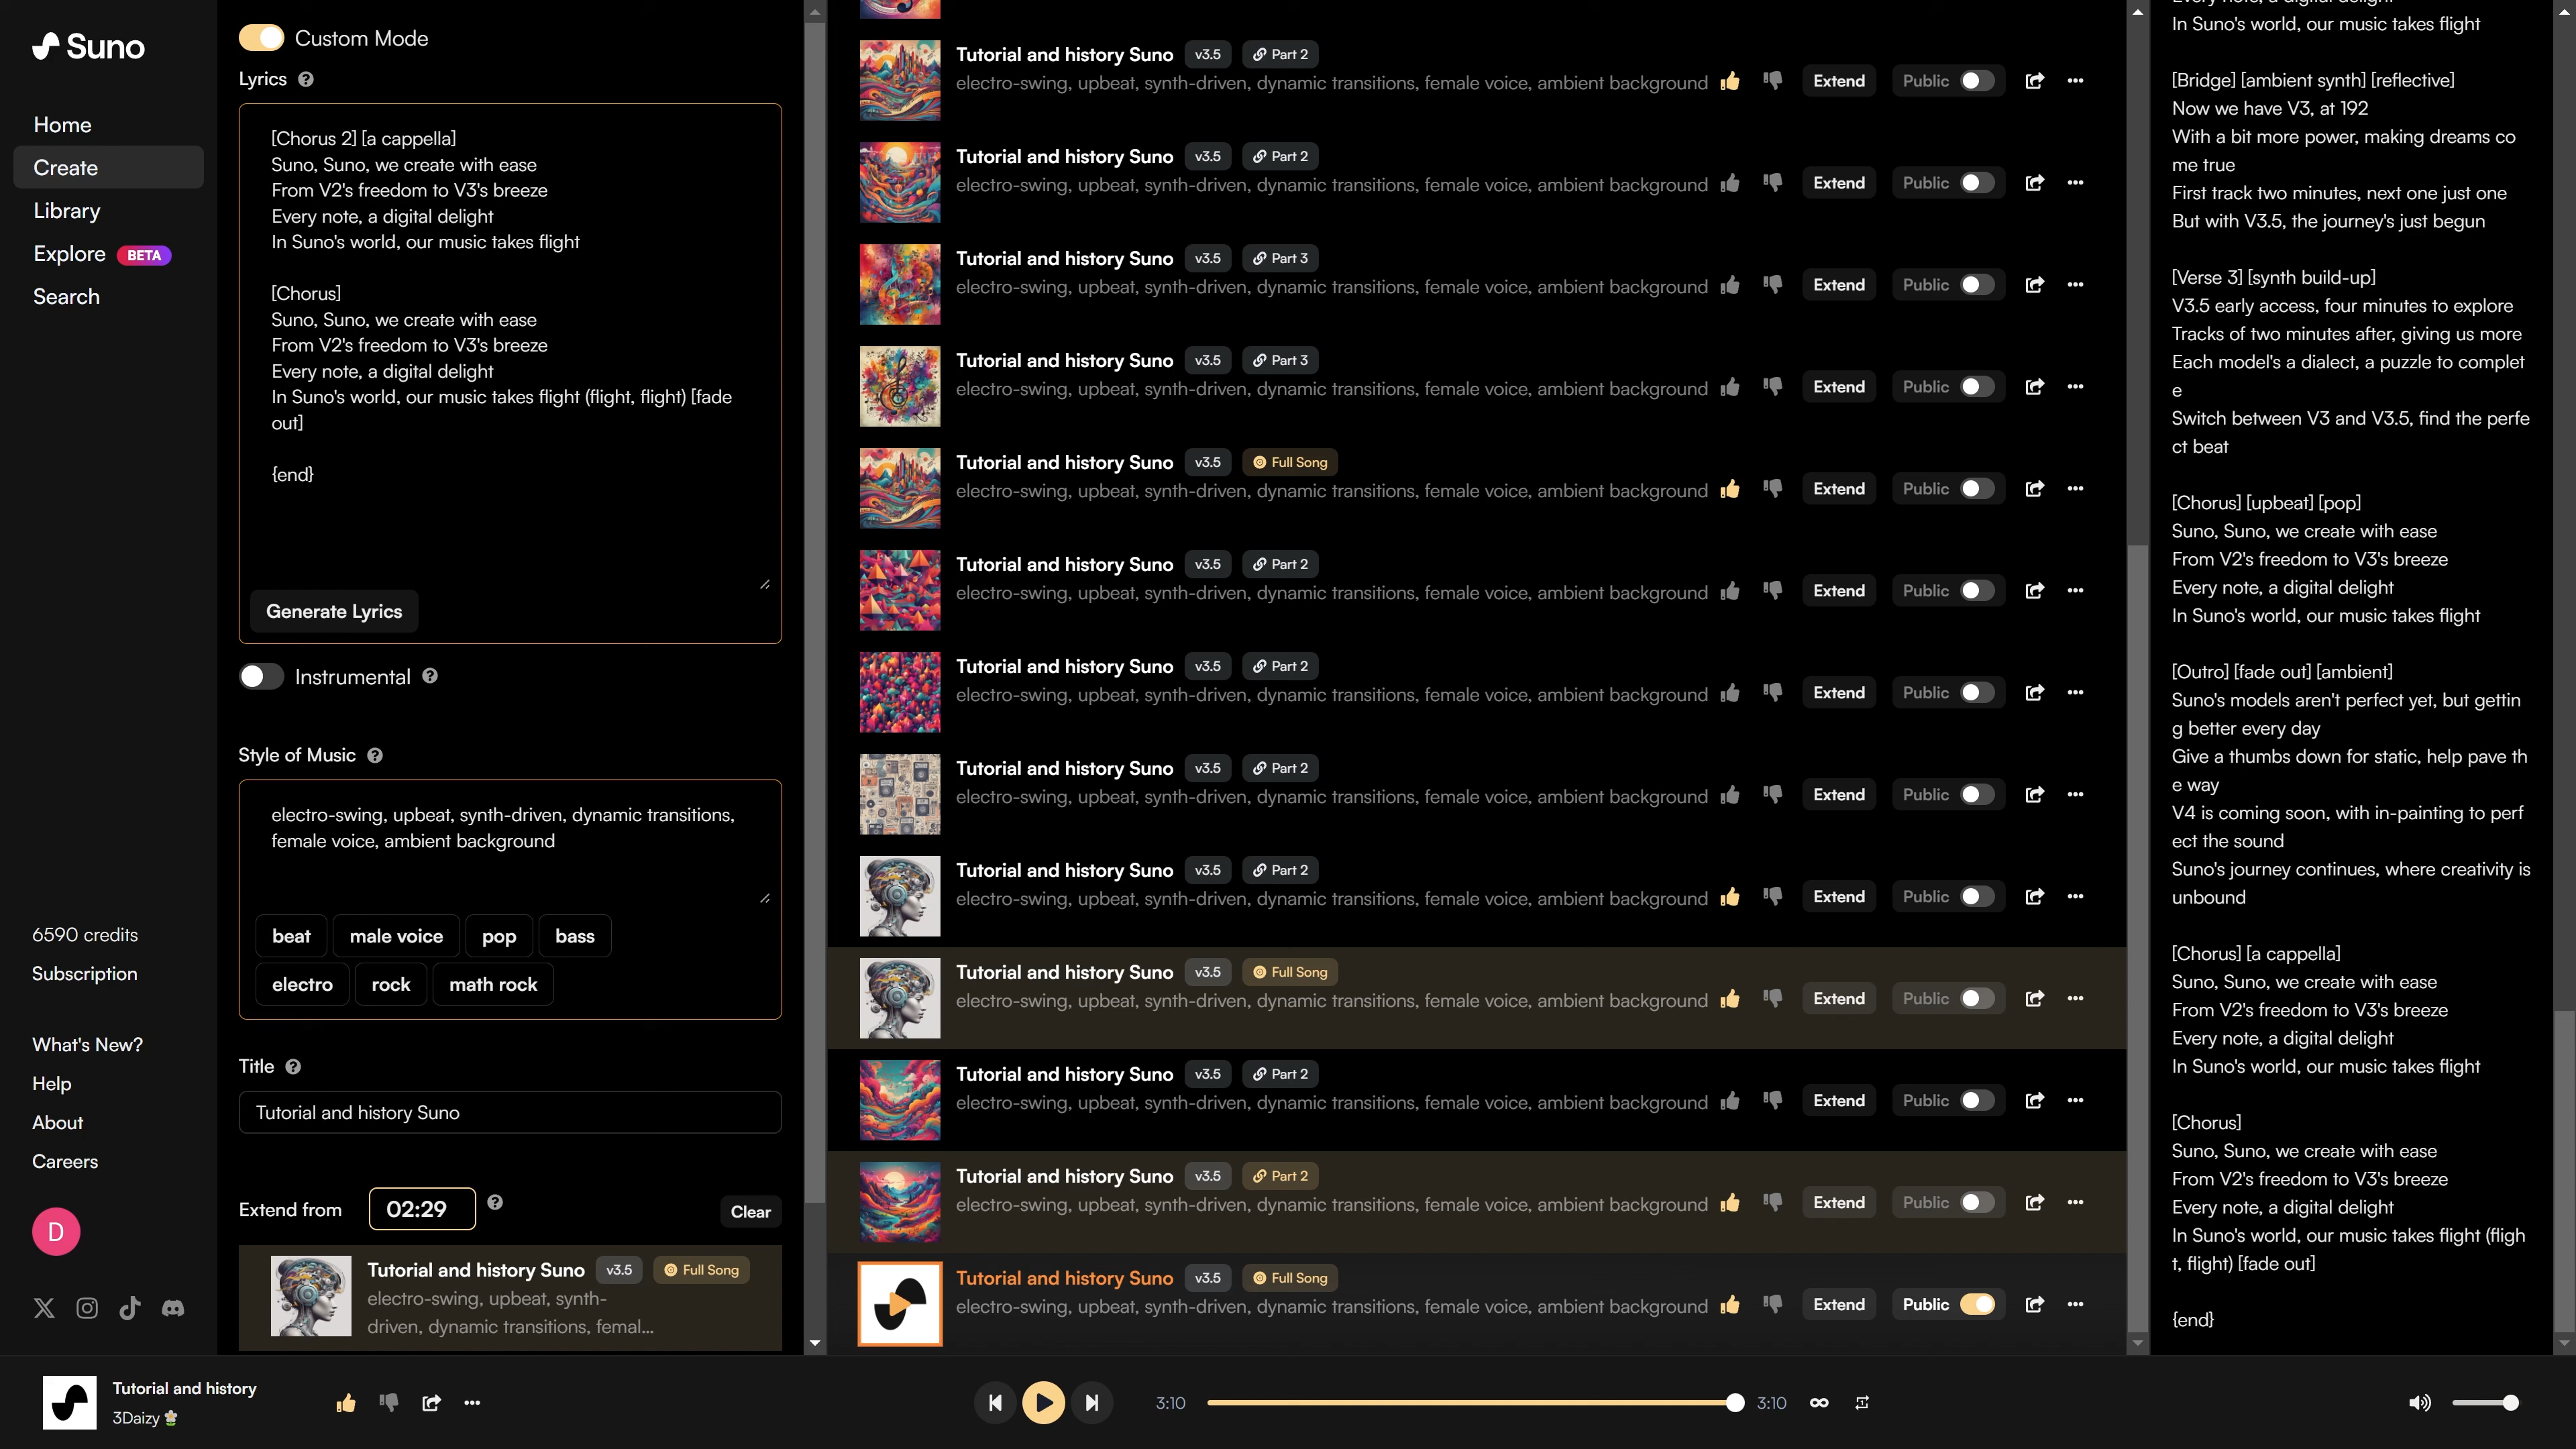 Suno
Home
Create
Library
Explore BETA
Search
6590 credits
Subscription
What's New?
Help
About
Careers
D
Custom Mode
Lyrics
[Chorus 2] [a cappella]
Suno, Suno, we create with ease
From V2's freedom to V3's breeze
Every note, a digital delight
In Suno's world, our music takes flight
[Chorus]
Suno, Suno, we create with ease
From V2's freedom to V3's breeze
Every note, a digital delight
In Suno's world, our music takes flight (flight, flight) [fade
out]
{end}
Generate Lyrics
Instrumental
Style of Music
electro-swing, upbeat, synth-driven, dynamic transitions,
female voice, ambient background
beat male voice pop bass
electro rock math rock
Title
Tutorial and history Suno
Extend from 02:29 Clear
Tutorial and history Suno v3.5 Full Song
electro-swing, upbeat, synth-
driven, dynamic transitions, femal...
Tutorial and history Suno v3.5 Part 2
electro-swing, upbeat, synth-driven, dynamic transitions, female voice, ambient background Extend Public
Tutorial and history Suno v3.5 Part 2
electro-swing, upbeat, synth-driven, dynamic transitions, female voice, ambient background Extend Public
Tutorial and history Suno v3.5 Part 3
electro-swing, upbeat, synth-driven, dynamic transitions, female voice, ambient background Extend Public
Tutorial and history Suno v3.5 Part 3
electro-swing, upbeat, synth-driven, dynamic transitions, female voice, ambient background Extend Public
Tutorial and history Suno v3.5 Full Song
electro-swing, upbeat, synth-driven, dynamic transitions, female voice, ambient background Extend Public
Tutorial and history Suno v3.5 Part 2
electro-swing, upbeat, synth-driven, dynamic transitions, female voice, ambient background Extend Public
Tutorial and history Suno v3.5 Part 2
electro-swing, upbeat, synth-driven, dynamic transitions, female voice, ambient background Extend Public
Tutorial and history Suno v3.5 Part 2
electro-swing, upbeat, synth-driven, dynamic transitions, female voice, ambient background Extend Public
Tutorial and history Suno v3.5 Part 2
electro-swing, upbeat, synth-driven, dynamic transitions, female voice, ambient background Extend Public
Tutorial and history Suno v3.5 Full Song
electro-swing, upbeat, synth-driven, dynamic transitions, female voice, ambient background Extend Public
Tutorial and history Suno v3.5 Part 2
electro-swing, upbeat, synth-driven, dynamic transitions, female voice, ambient background Extend Public
Tutorial and history Suno v3.5 Part 2
electro-swing, upbeat, synth-driven, dynamic transitions, female voice, ambient background Extend Public
Tutorial and history Suno v3.5 Full Song
electro-swing, upbeat, synth-driven, dynamic transitions, female voice, ambient background Extend Public
In Suno's world, our music takes flight
[Bridge] [ambient synth] [reflective]
Now we have V3, at 192
With a bit more power, making dreams co
me true
First track two minutes, next one just one
But with V3.5, the journey's just begun
[Verse 3] [synth build-up]
V3.5 early access, four minutes to explore
Tracks of two minutes after, giving us more
Each model's a dialect, a puzzle to complet
e
Switch between V3 and V3.5, find the perfe
ct beat
[Chorus] [upbeat] [pop]
Suno, Suno, we create with ease
From V2's freedom to V3's breeze
Every note, a digital delight
In Suno's world, our music takes flight
[Outro] [fade out] [ambient]
Suno's models aren't perfect yet, but gettin
g better every day
Give a thumbs down for static, help pave th
e way
V4 is coming soon, with in-painting to perf
ect the sound
Suno's journey continues, where creativity is
unbound
[Chorus] [a cappella]
Suno, Suno, we create with ease
From V2's freedom to V3's breeze
Every note, a digital delight
In Suno's world, our music takes flight
[Chorus]
Suno, Suno, we create with ease
From V2's freedom to V3's breeze
Every note, a digital delight
In Suno's world, our music takes flight (fligh
t, flight) [fade out]
{end}
Tutorial and history
3Daizy
3:10 3:10